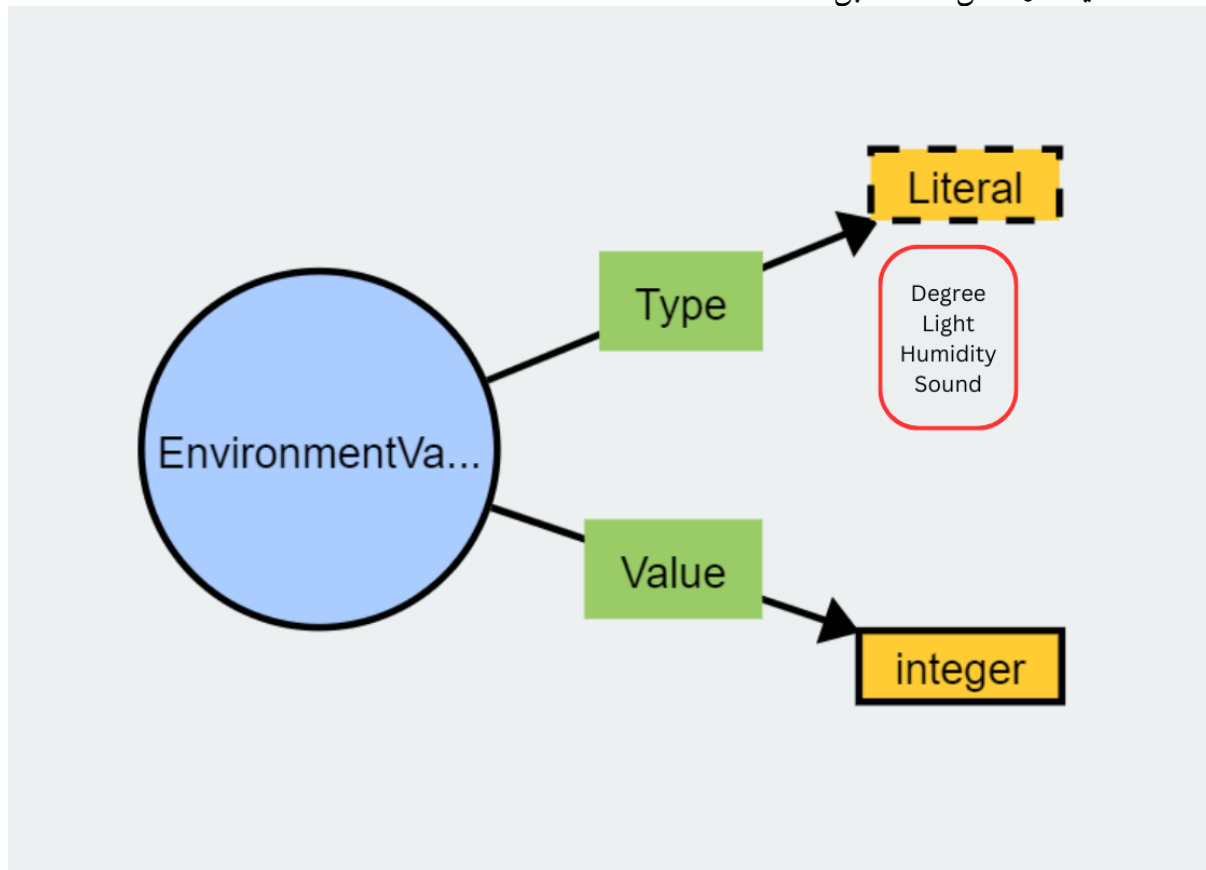 Literal
Type
Degree
Light
Humidity
Sound
EnvironmentVa...
Value
integer